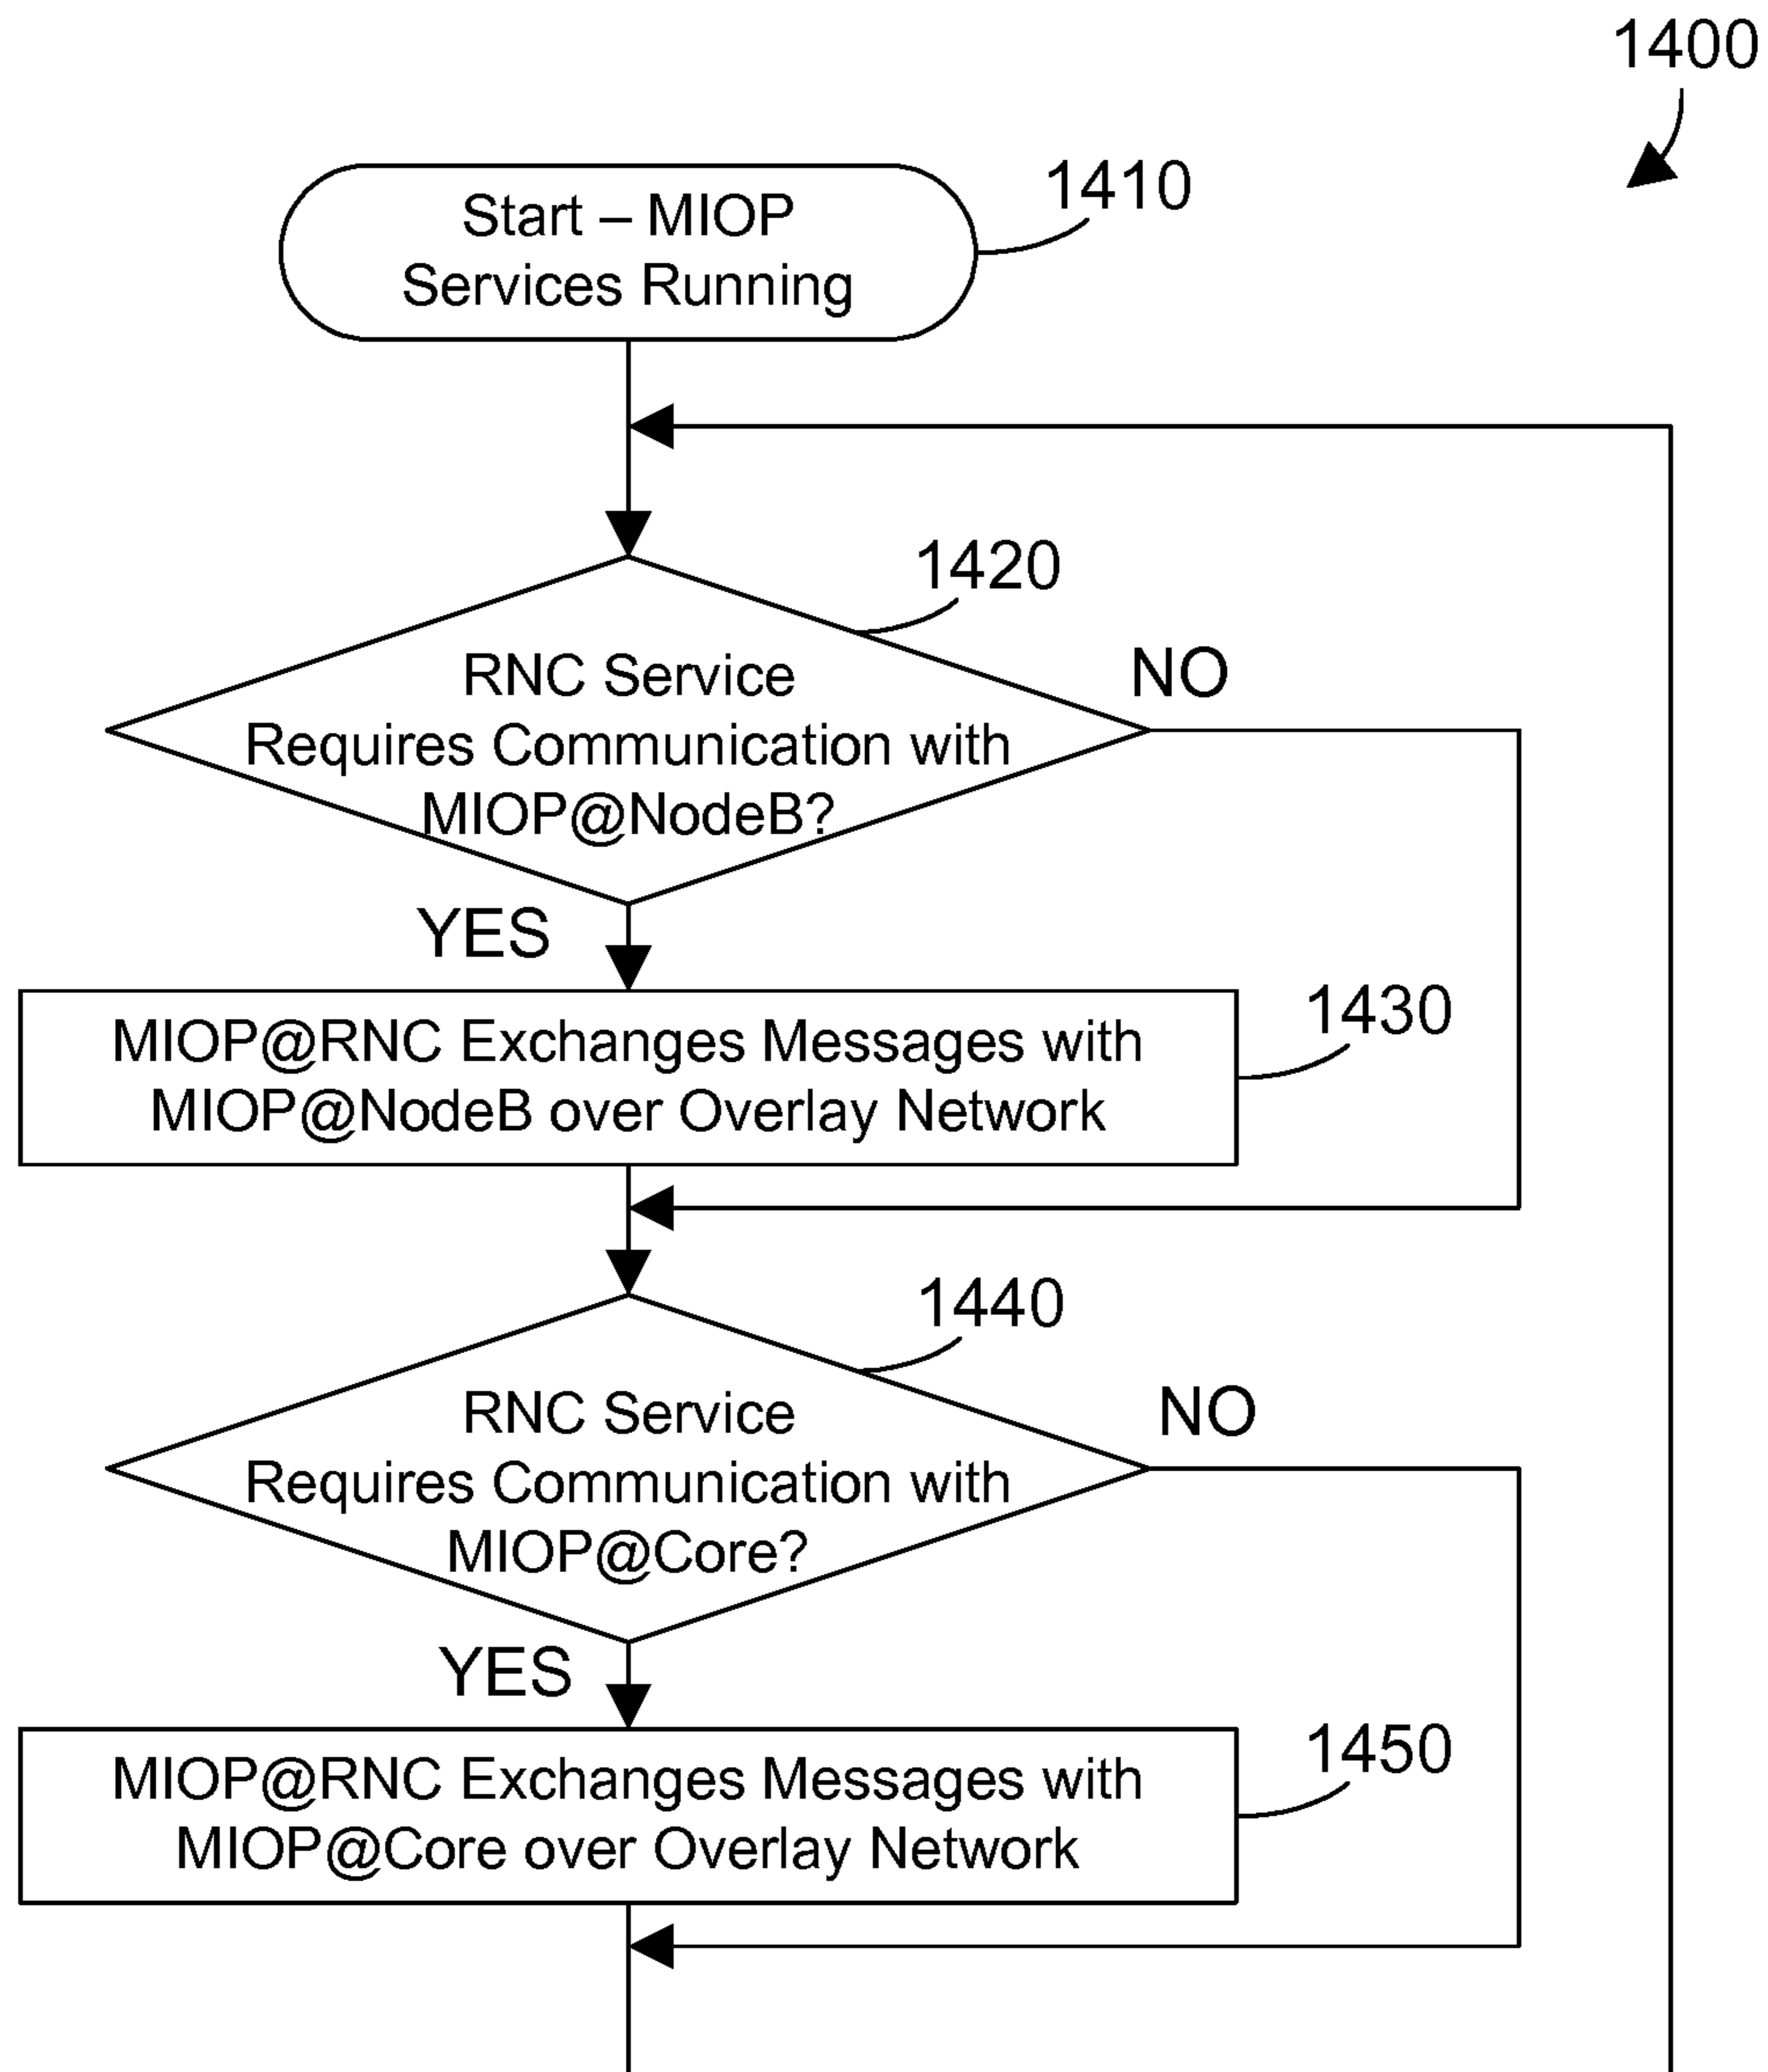 1400
Start – MIOP
Services Running
1410
1420
RNC Service
Requires Communication with
MIOP@NodeB?
NO
YES
MIOP@RNC Exchanges Messages with
MIOP@NodeB over Overlay Network
1430
1440
RNC Service
Requires Communication with
MIOP@Core?
NO
YES
MIOP@RNC Exchanges Messages with
MIOP@Core over Overlay Network
1450